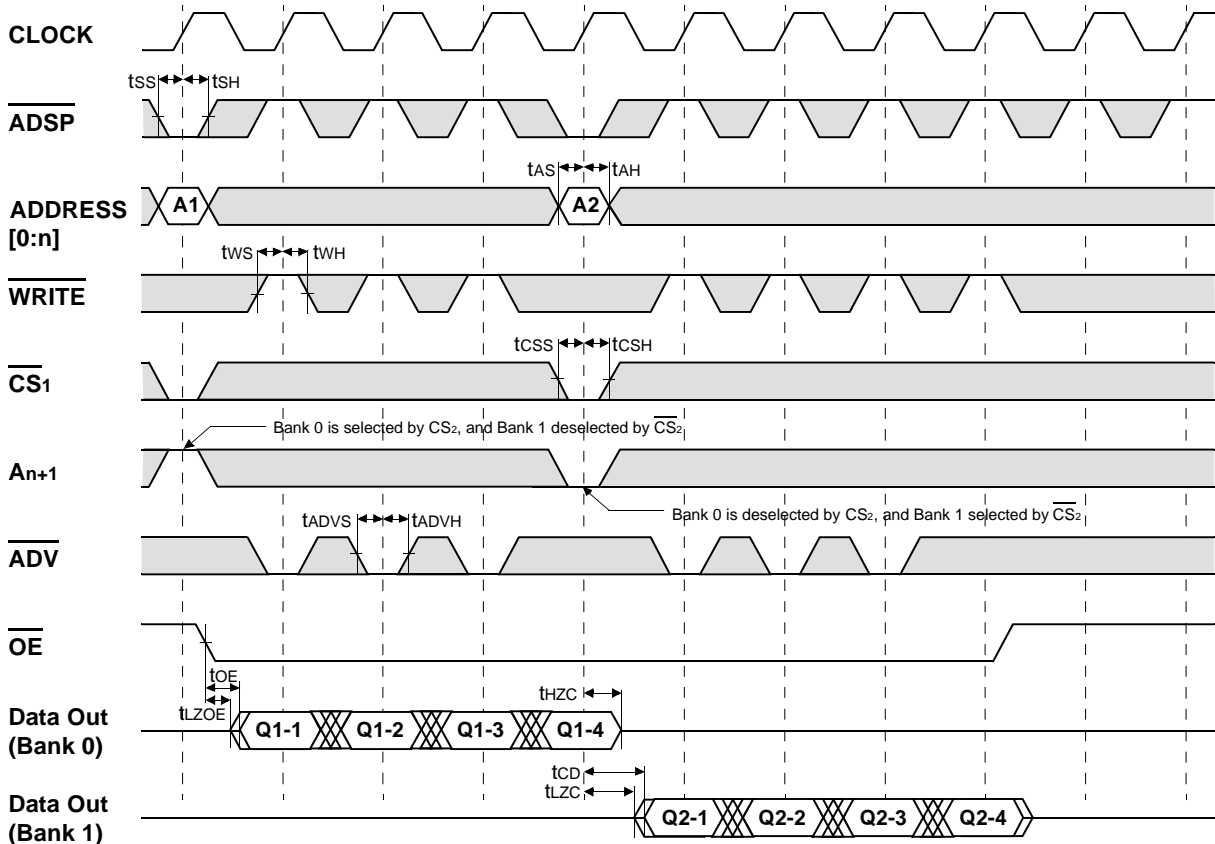 CLOCK
tSS tSH
ADSP
tAS tAH
ADDRESS
[0:n]
A1 A2
tWS tWH
WRITE
tCSS tCSH
CS1
Bank 0 is selected by CS2, and Bank 1 deselected by CS2
An+1
Bank 0 is deselected by CS2, and Bank 1 selected by CS2
tADVS tADVH
ADV
OE
tOE
tLZOE
tHZC
Data Out
(Bank 0)
Q1-1 Q1-2 Q1-3 Q1-4
tCD
tLZC
Data Out
(Bank 1)
Q2-1 Q2-2 Q2-3 Q2-4